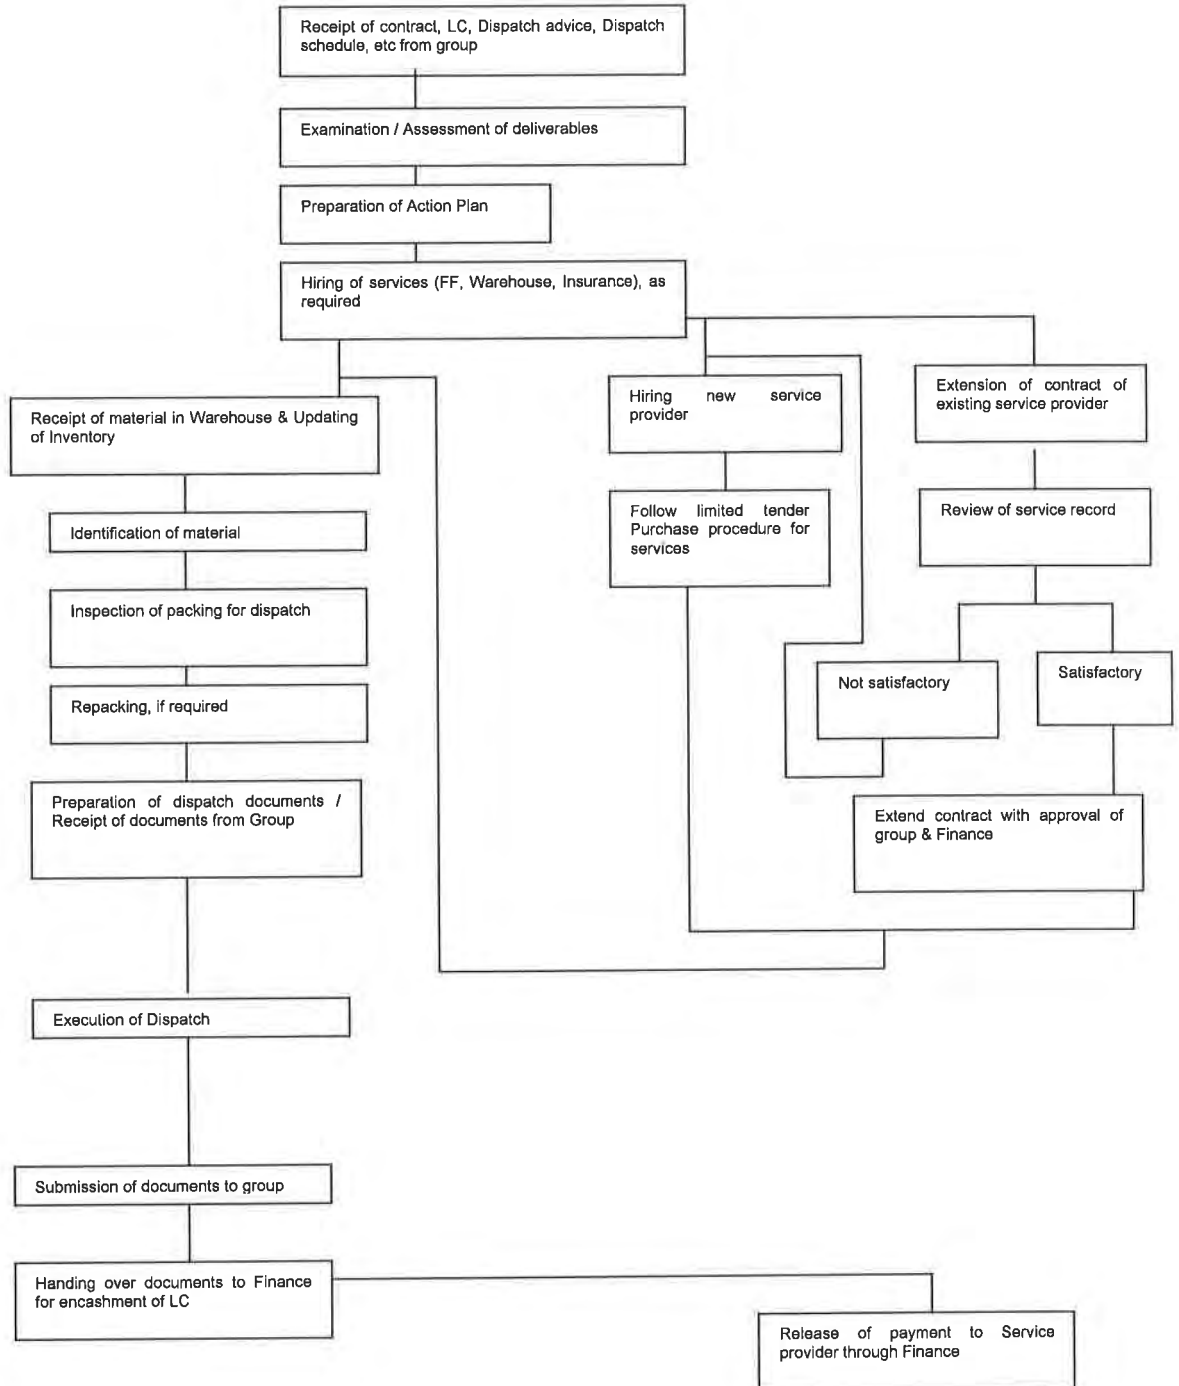 Receipt of contract, LC, Dispatch advice, Dispatch
schedule, etc from group
Examination / Assessment of deliverables
Preparation of Action Plan
Hiring of services (FF, Warehouse, Insurance), as
required
Receipt of material in Warehouse & Updating
of Inventory
Identification of material
Inspection of packing for dispatch
Repacking, if required
Preparation of dispatch documents /
Receipt of documents from Group
Execution of Dispatch
Submission of documents to group
Handing over documents to Finance
for encashment of LC
Hiring new service
provider
Follow limited tender
Purchase procedure for
services
Extension of contract of
existing service provider
Review of service record
Not satisfactory
Satisfactory
Extend contract with approval of
group & Finance
Release of payment to Service
provider through Finance